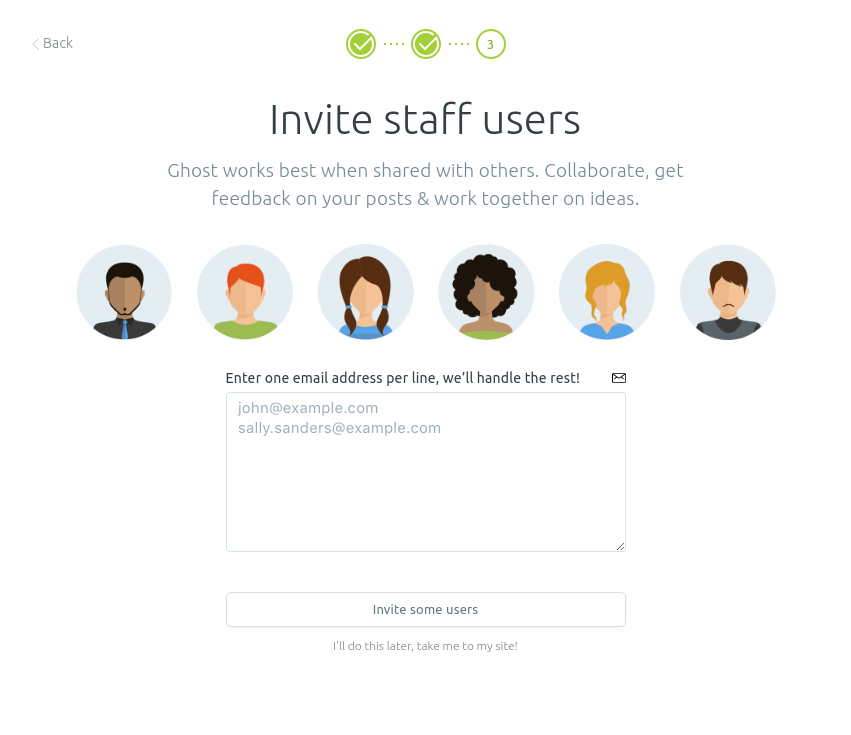 Back
3
Invite staff users
Ghost works best when shared with others. Collaborate, get
feedback on your posts & work together on ideas.
Enter one email address per line, we’ll handle the rest!
john@example.com
sally.sanders@example.com
Invite some users
I'll do this later, take me to my site!